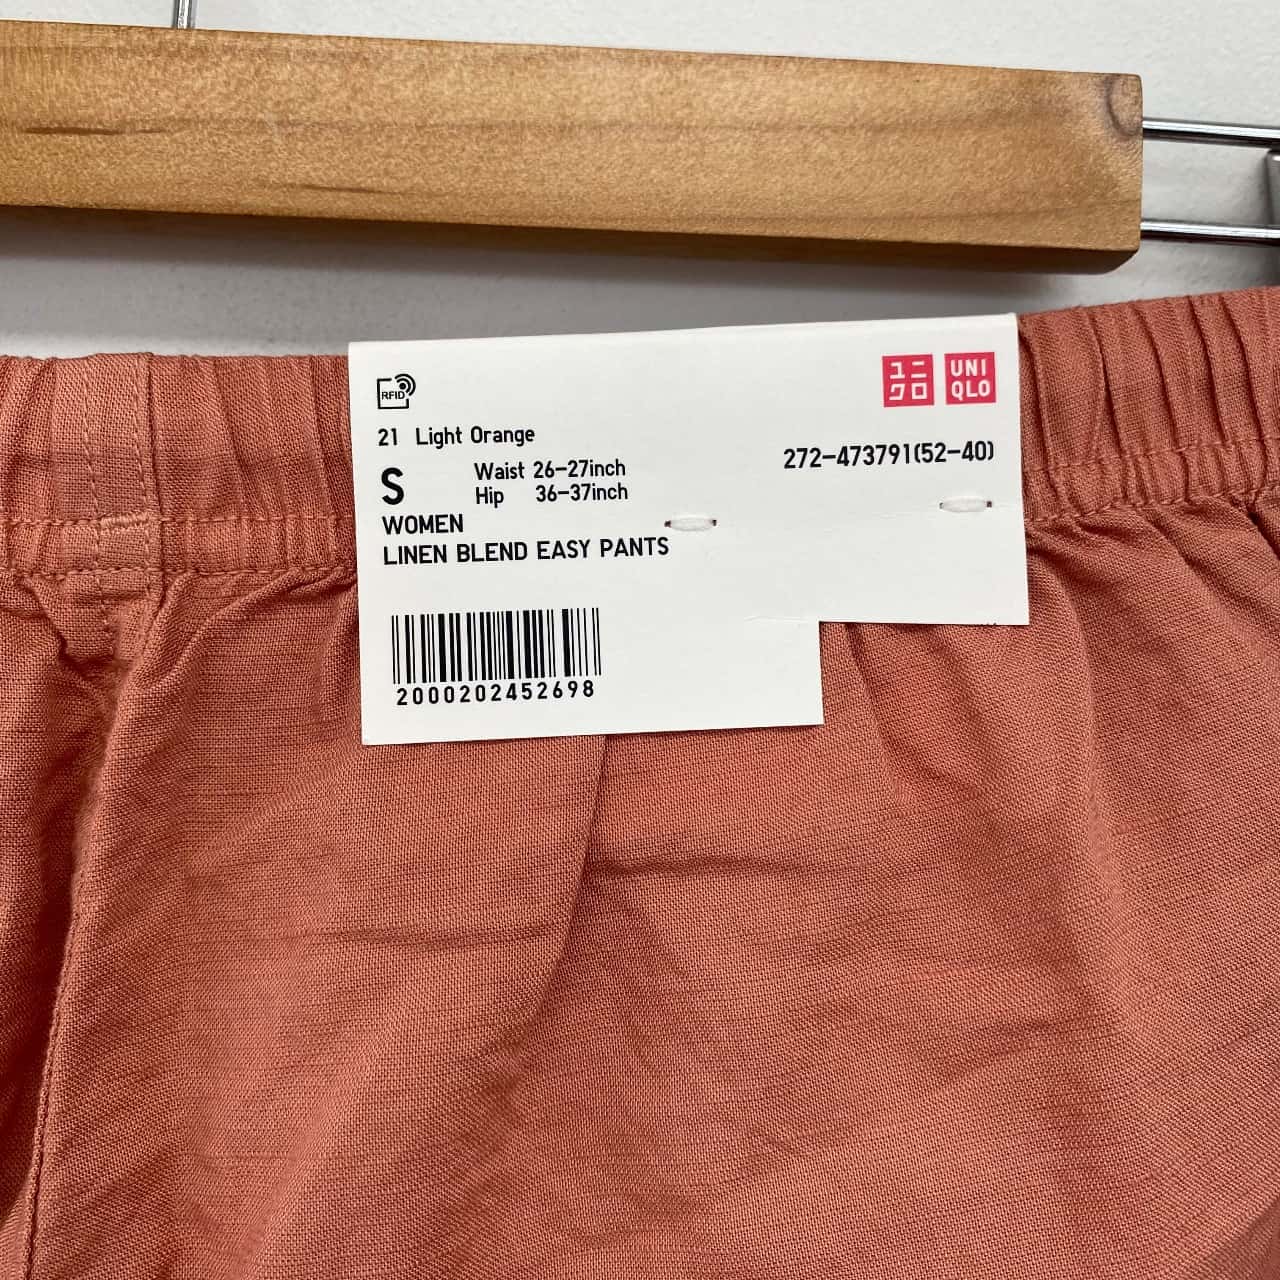 RFID
ユニ
クロ
UNI
QLO
21 Light Orange
S
Waist 26-27inch
Hip 36-37inch
272-473791(52-40)
WOMEN
LINEN BLEND EASY PANTS
2000202452698